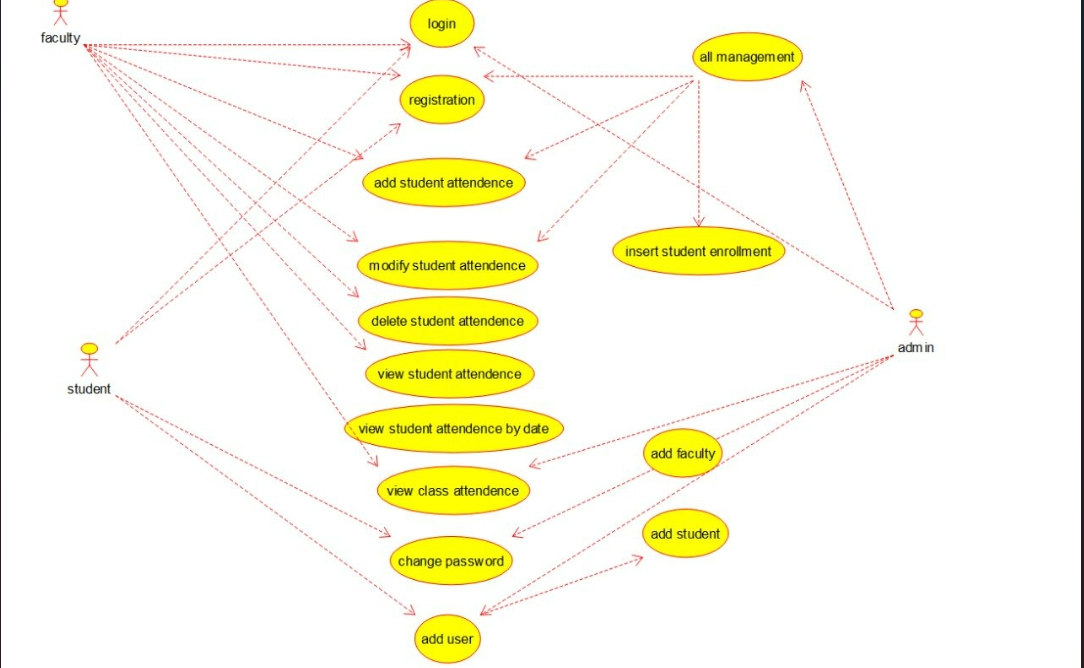 faculty
login
all management
registration
add student attendence
modify student attendence
insert student enrollment
delete student attendence
admin
view student attendence
student
view student attendence by date
add faculty
view class attendence
add student
change password
add user